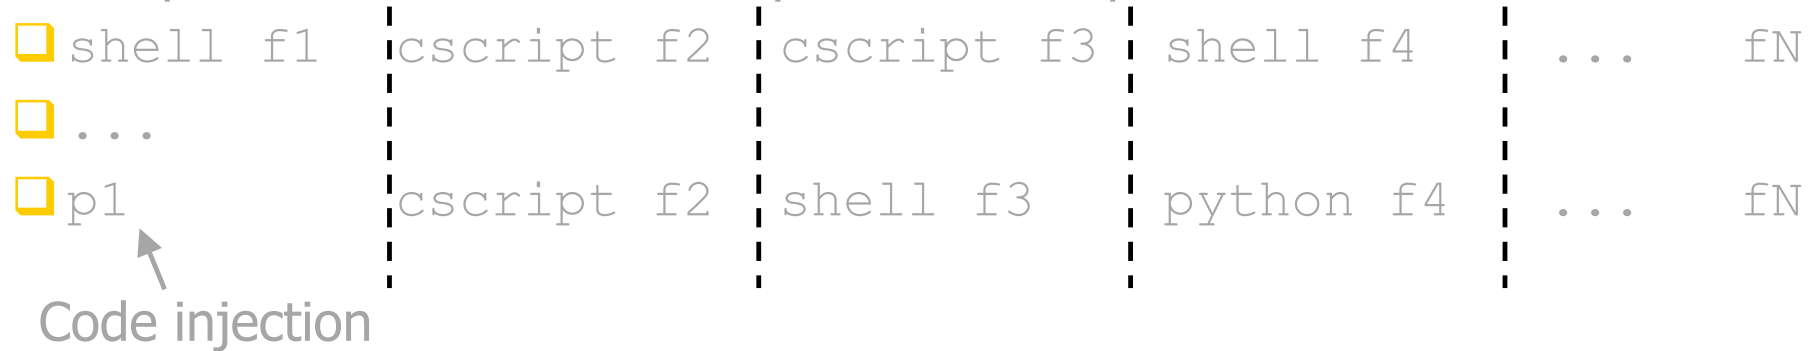 shell f1 cscript f2 cscript f3 shell f4 ... fN
...
p1 cscript f2 shell f3 python f4 ... fN
Code injection